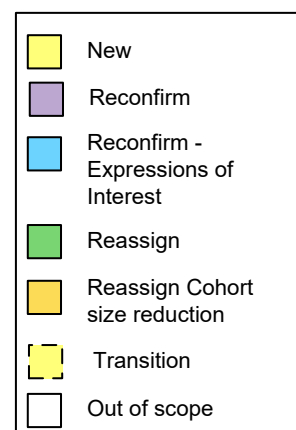 New
Reconfirm
Reconfirm -
Expressions of
Interest
Reassign
Reassign Cohort
size reduction
Transition
Out of scope